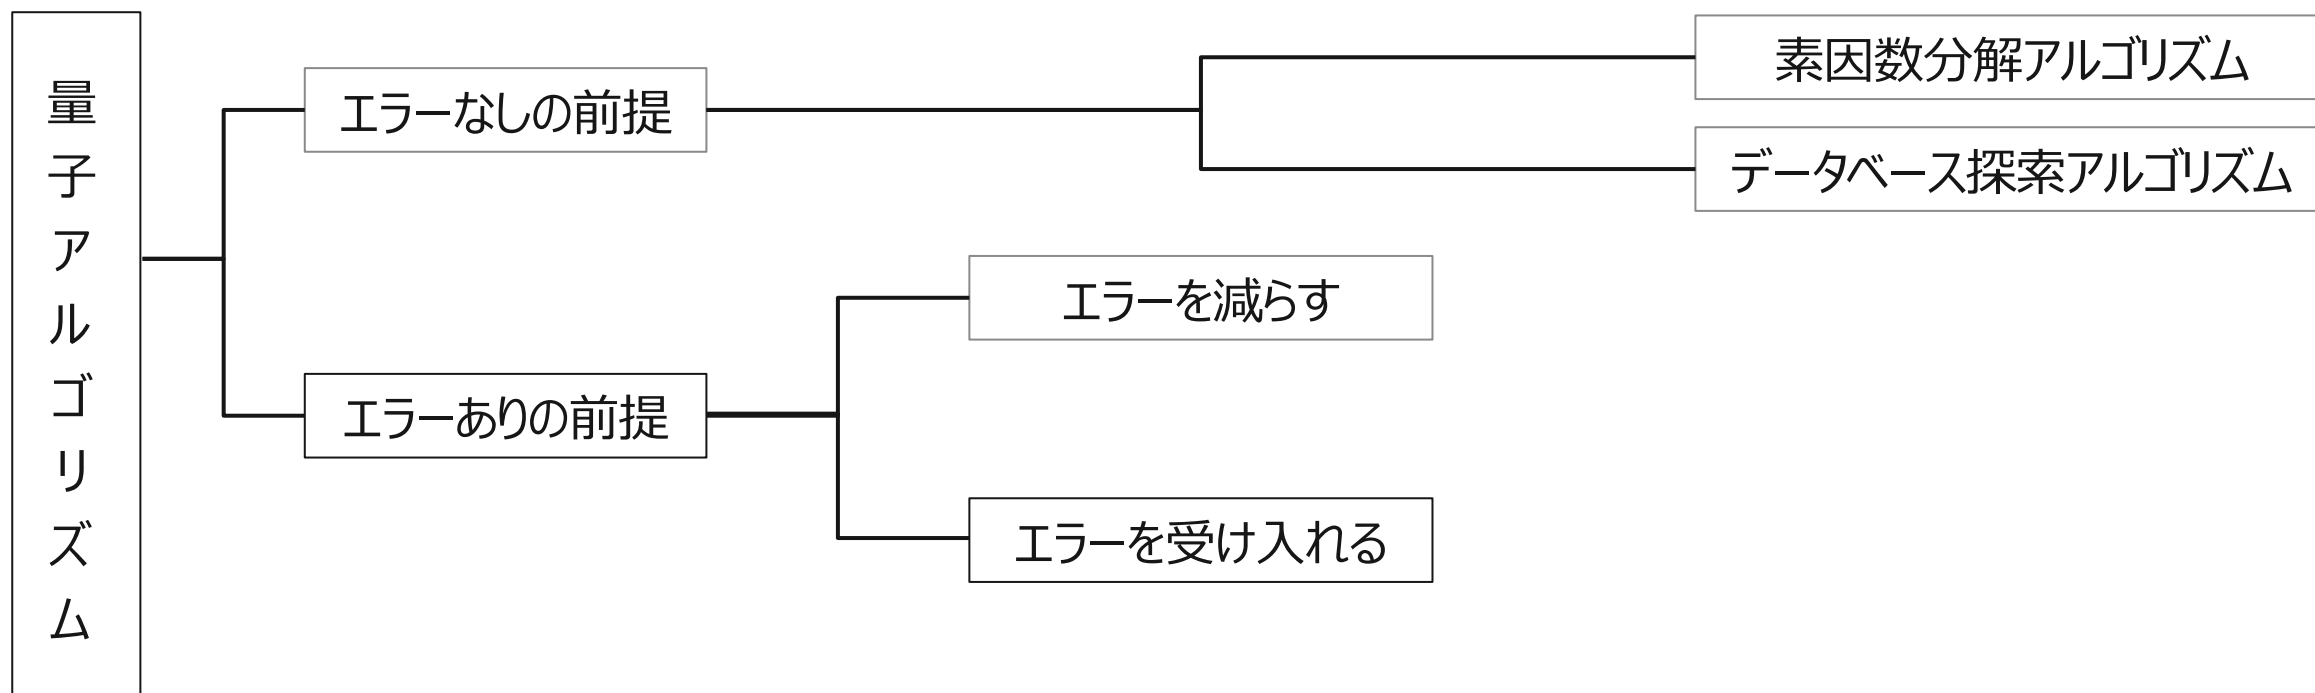 量子アルゴリズム
エラーなしの前提
素因数分解アルゴリズム
データベース探索アルゴリズム
エラーありの前提
エラーを減らす
エラーを受け入れる